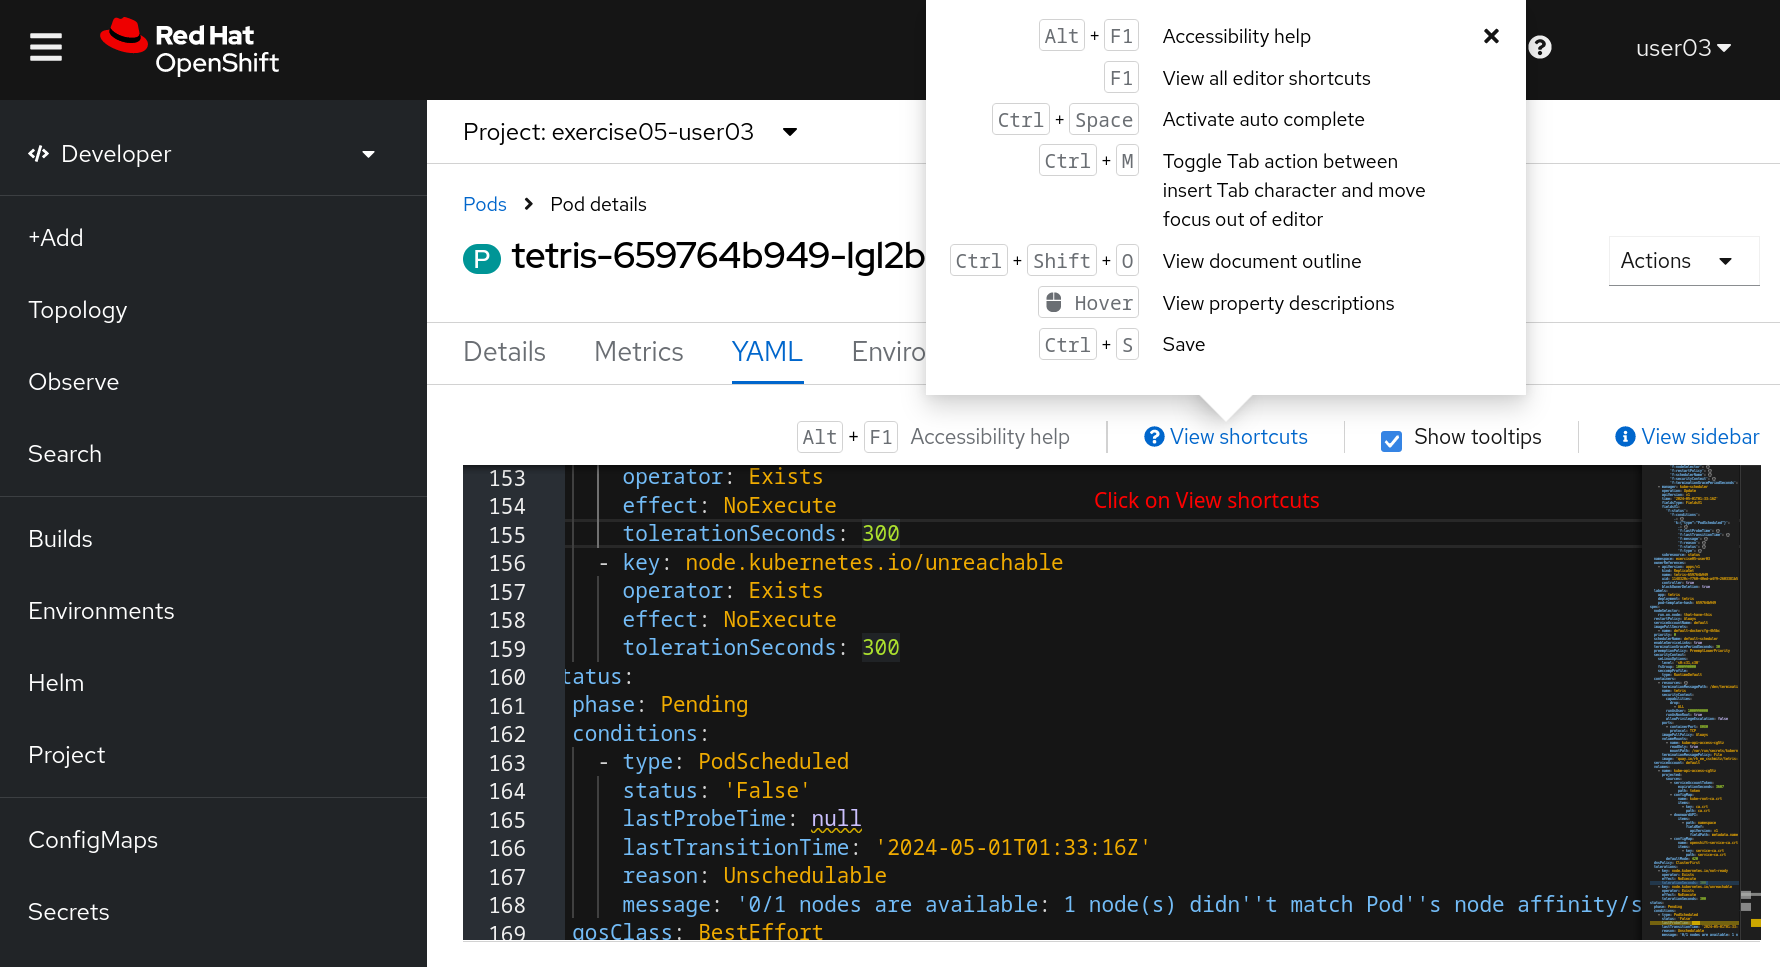 Red Hat
OpenShift
user03
Developer
+Add
Topology
Observe
Search
Builds
Environments
Helm
Project
ConfigMaps
Secrets
Project: exercise05-user03
Pods > Pod details
P tetris-659764b949-lgl2b
Actions
Details Metrics YAML Enviro
Alt + F1 Accessibility help
F1 View all editor shortcuts
Ctrl + Space Activate auto complete
Ctrl + M Toggle Tab action between
insert Tab character and move
focus out of editor
Ctrl + Shift + O View document outline
Hover View property descriptions
Ctrl + S Save
Alt + F1 Accessibility help View shortcuts Show tooltips View sidebar
Click on View shortcuts
153 operator: Exists
154 effect: NoExecute
155 tolerationSeconds: 300
156 - key: node.kubernetes.io/unreachable
157 operator: Exists
158 effect: NoExecute
159 tolerationSeconds: 300
160 tatus:
161 phase: Pending
162 conditions:
163 - type: PodScheduled
164 status: 'False'
165 lastProbeTime: null
166 lastTransitionTime: '2024-05-01T01:33:16Z'
167 reason: Unschedulable
168 message: '0/1 nodes are available: 1 node(s) didn''t match Pod''s node affinity/s
169 qosClass: BestEffort